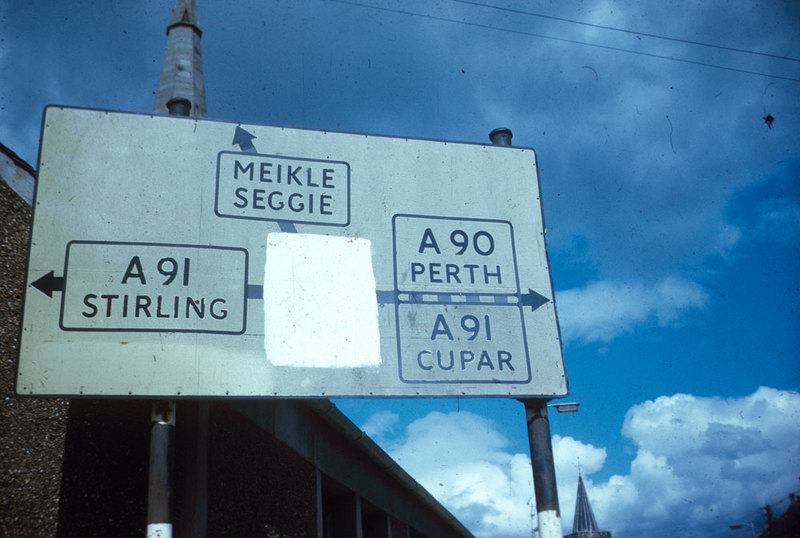 MEIKLE
SEGGIE
A 91
STIRLING
A 90
PERTH
A 91
CUPAR